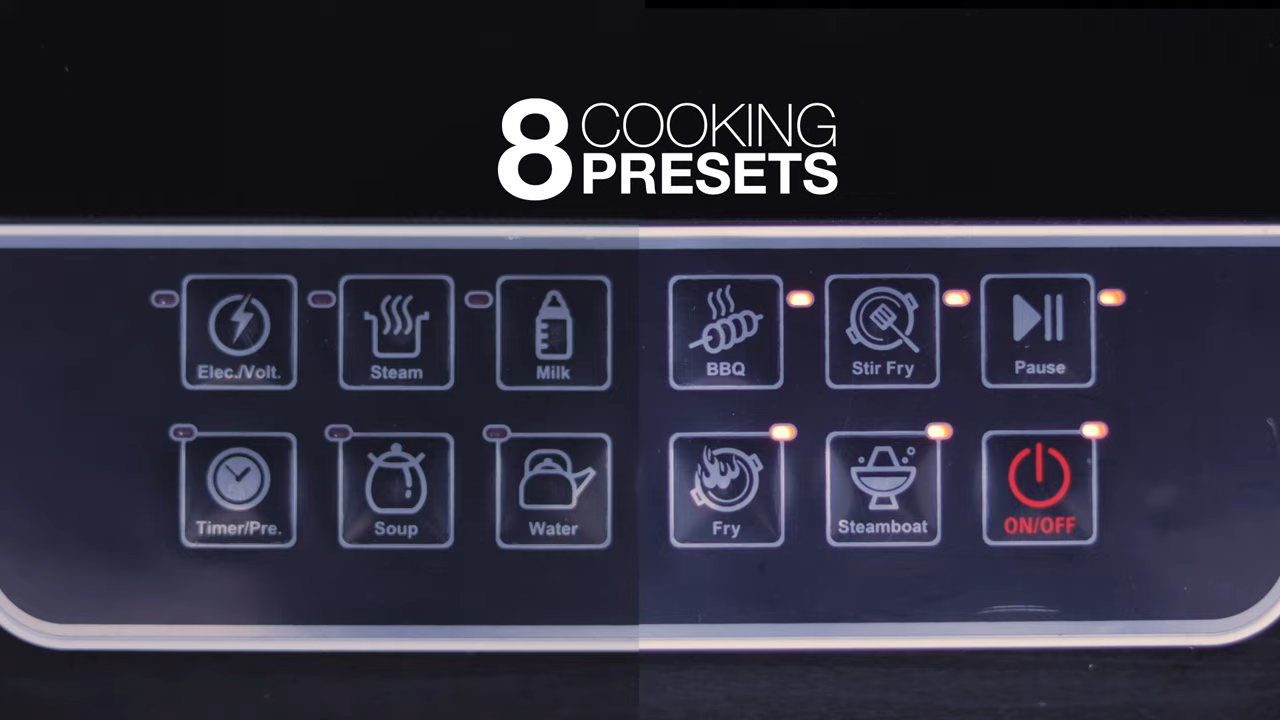 8 COOKING
PRESETS
Elec./Volt.
Steam
Milk
BBQ
Stir Fry
Pause
Timer/Pre.
Soup
Water
Fry
Steamboat
ON/OFF